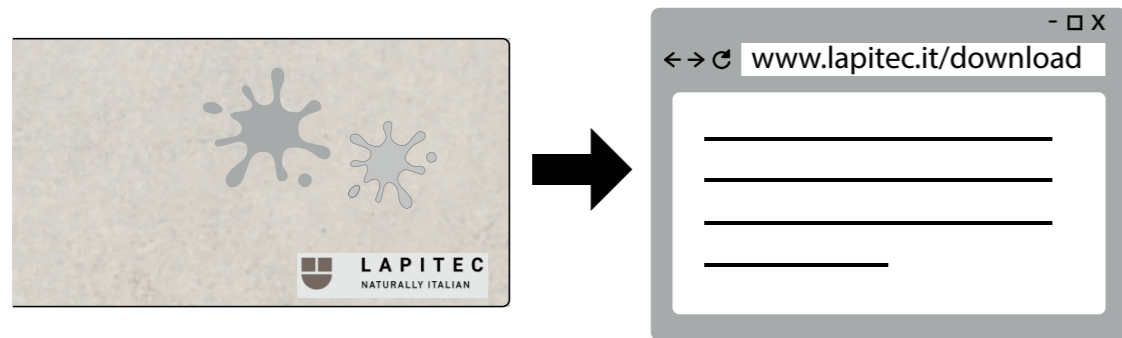 LAPITEC
NATURALLY ITALIAN
- □ X
← → www.lapitec.it/download